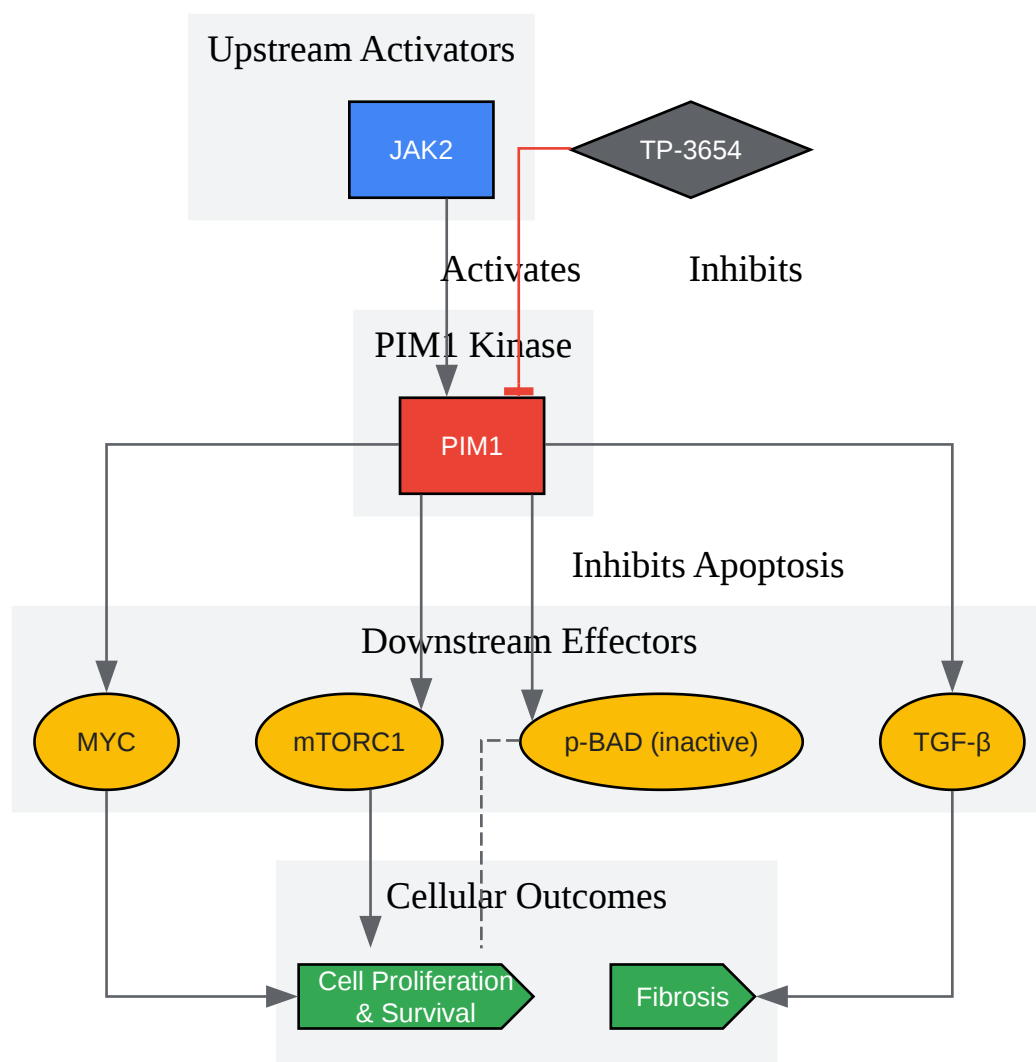 Upstream Activators
JAK2
TP-3654
Activates
Inhibits
PIM1 Kinase
PIM1
Inhibits Apoptosis
Downstream Effectors
MYC
mTORC1
p-BAD (inactive)
TGF-β
Cellular Outcomes
Cell Proliferation
& Survival
Fibrosis